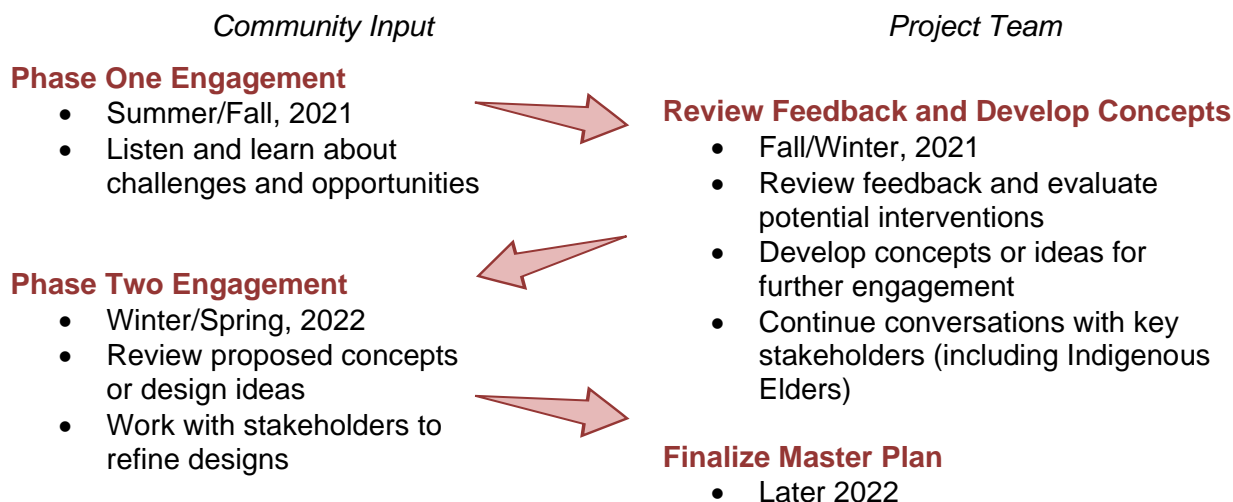 Community Input
Project Team
Phase One Engagement
• Summer/Fall, 2021
• Listen and learn about
challenges and opportunities
Review Feedback and Develop Concepts
• Fall/Winter, 2021
• Review feedback and evaluate
potential interventions
• Develop concepts or ideas for
further engagement
• Continue conversations with key
stakeholders (including Indigenous
Elders)
Phase Two Engagement
• Winter/Spring, 2022
• Review proposed concepts
or design ideas
• Work with stakeholders to
refine designs
Finalize Master Plan
• Later 2022